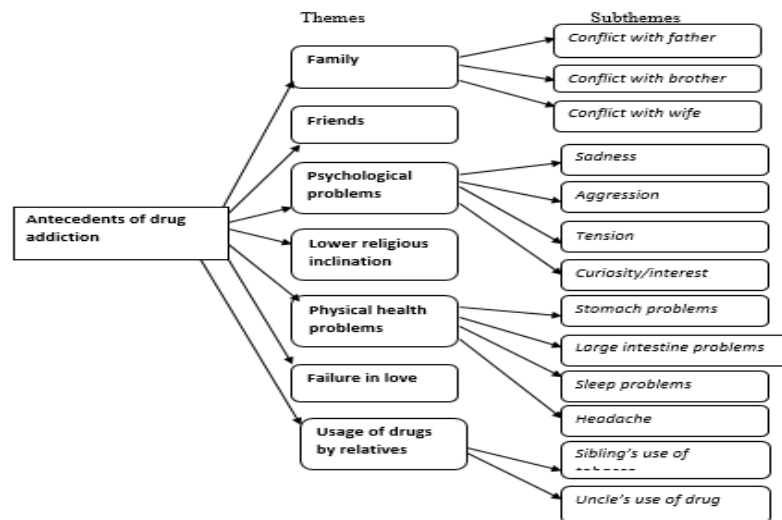 Themes
Subthemes
Antecedents of drug
addiction
Family
Conflict with father
Conflict with brother
Conflict with wife
Friends
Psychological
problems
Sadness
Aggression
Tension
Curiosity/interest
Lower religious
inclination
Physical health
problems
Stomach problems
Large intestine problems
Sleep problems
Headache
Failure in love
Usage of drugs
by relatives
Sibling's use of
Uncle's use of drug